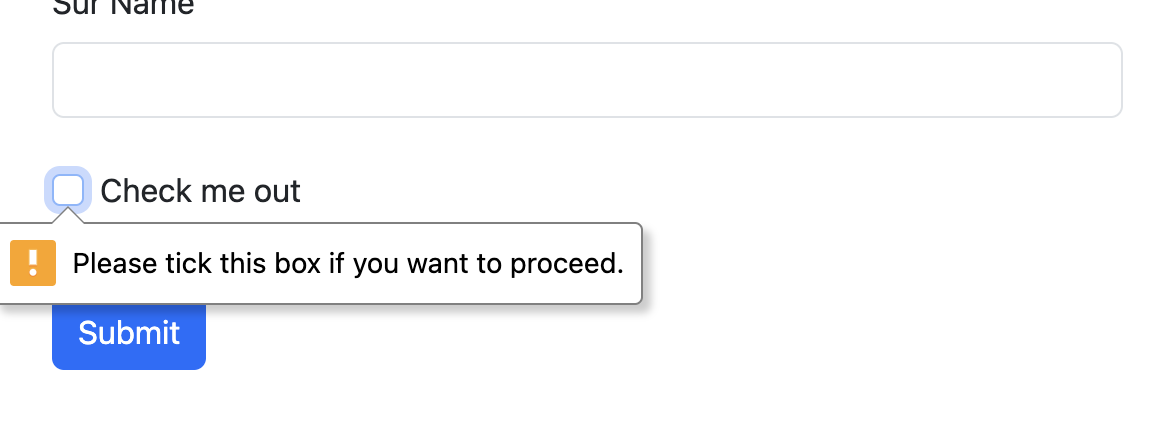 Sur Name
Check me out
Please tick this box if you want to proceed.
Submit